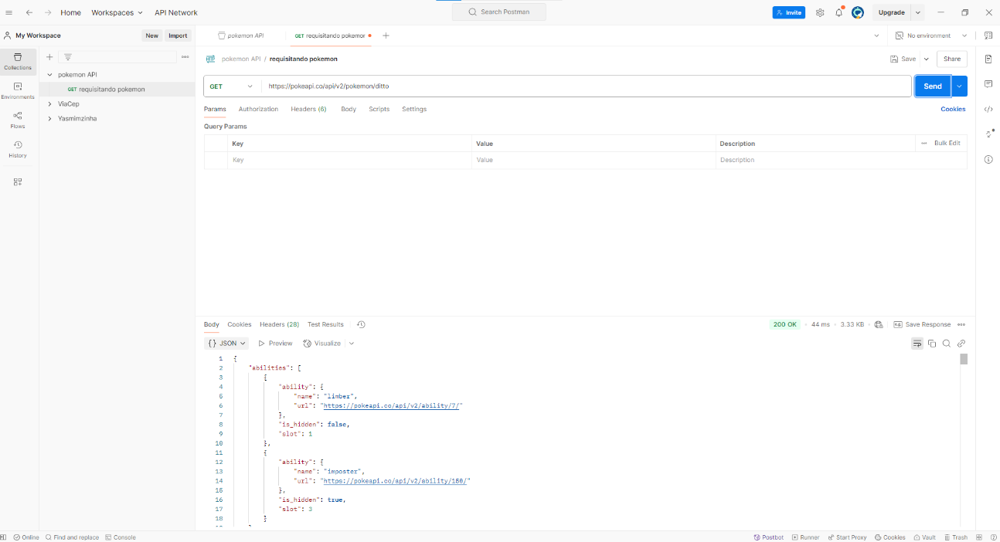 Home Workspaces API Network Search Postman Invite Upgrade
My Workspace New Import pokemon API GET requisitando pokemor No environment
Collections
Environments
Flows
History
pokemon API
GET requisitando pokemon
ViaCep
Yasmimzinha
pokemon API / requisitando pokemon Save Share
GET https://pokeapi.co/api/v2/pokemon/ditto Send
Params Authorization Headers (6) Body Scripts Settings Cookies
Query Params
Key Value Description Bulk Edit
Key Value Description
Body Cookies Headers (28) Test Results 200 OK 44 ms 3.33 KB Save Response
{} JSON Preview Visualize
1 {
2 "abilities": [
3 {
4 "ability": {
5 "name": "limber",
6 "url": "https://pokeapi.co/api/v2/ability/7/"
7 },
8 "is_hidden": false,
9 "slot": 1
10 },
11 {
12 "ability": {
13 "name": "imposter",
14 "url": "https://pokeapi.co/api/v2/ability/150/"
15 },
16 "is_hidden": true,
17 "slot": 3
18 }
Online Find and replace Console Postbot Runner Start Proxy Cookies Vault Trash